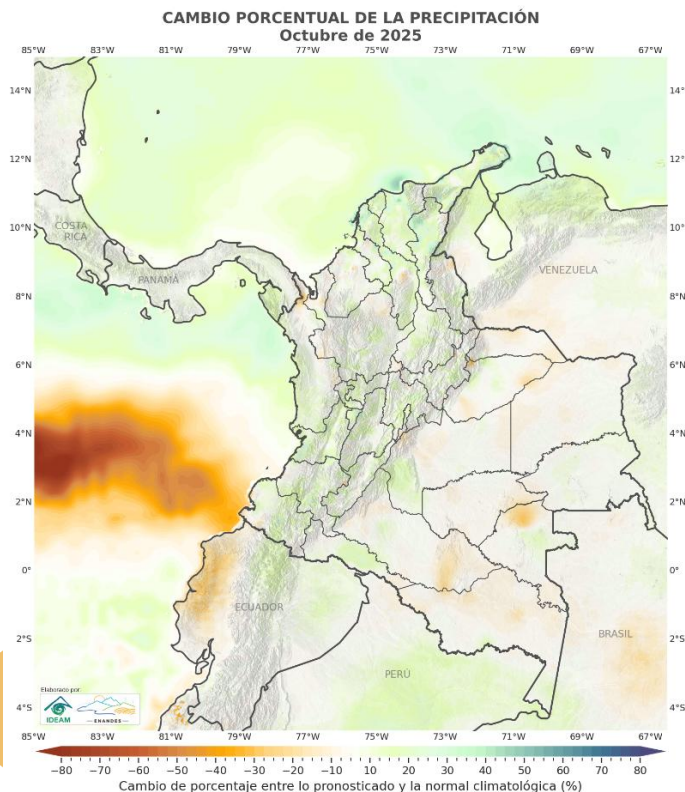 CAMBIO PORCENTUAL DE LA PRECIPITACIÓN
Octubre de 2025
85°W 83°W 81°W 79°W 77°W 75°W 73°W 71°W 69°W 67°W
14°N 14°N
12°N 12°N
10°N 10°N
COSTA
RICA
PANAMÁ
VENEZUELA
8°N 8°N
6°N 6°N
4°N 4°N
2°N 2°N
0° 0°
ECUADOR
BRASIL
2°S 2°S
PERÚ
Elaborado por:
4°S 4°S
IDEAM ENANDES
85°W 83°W 81°W 79°W 77°W 75°W 73°W 71°W 69°W 67°W
−80 −70 −60 −50 −40 −30 −20 −10 10 20 30 40 50 60 70 80
Cambio de porcentaje entre lo pronosticado y la normal climatológica (%)